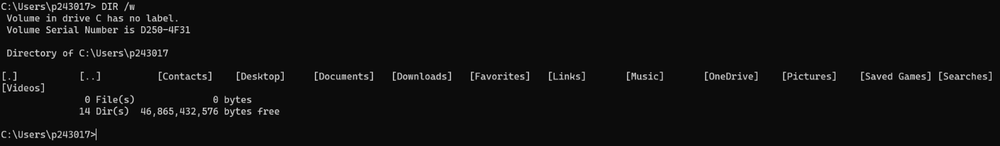 C:\Users\p243017> DIR /w
 Volume in drive C has no label.
 Volume Serial Number is D250-4F31

 Directory of C:\Users\p243017

[.]           [..]          [Contacts]    [Desktop]     [Documents]   [Downloads]   [Favorites]   [Links]       [Music]       [OneDrive]    [Pictures]    [Saved Games] [Searches]
[Videos]
               0 File(s)              0 bytes
              14 Dir(s)  46,865,432,576 bytes free

C:\Users\p243017>